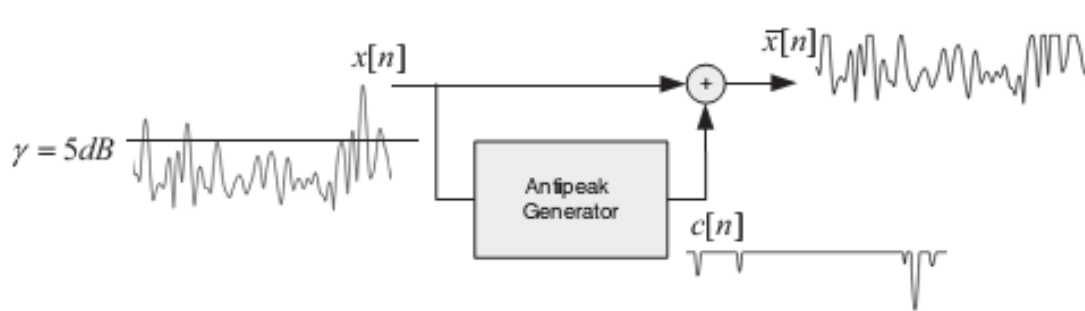 x[n]
x̅[n]
+
γ = 5dB
Antipeak
Generator
c[n]